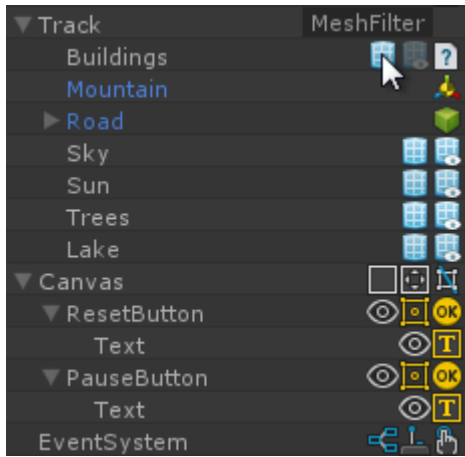 Track MeshFilter
Buildings ?
Mountain
Road
Sky
Sun
Trees
Lake
Canvas
ResetButton OK
Text T
PauseButton OK
Text T
EventSystem